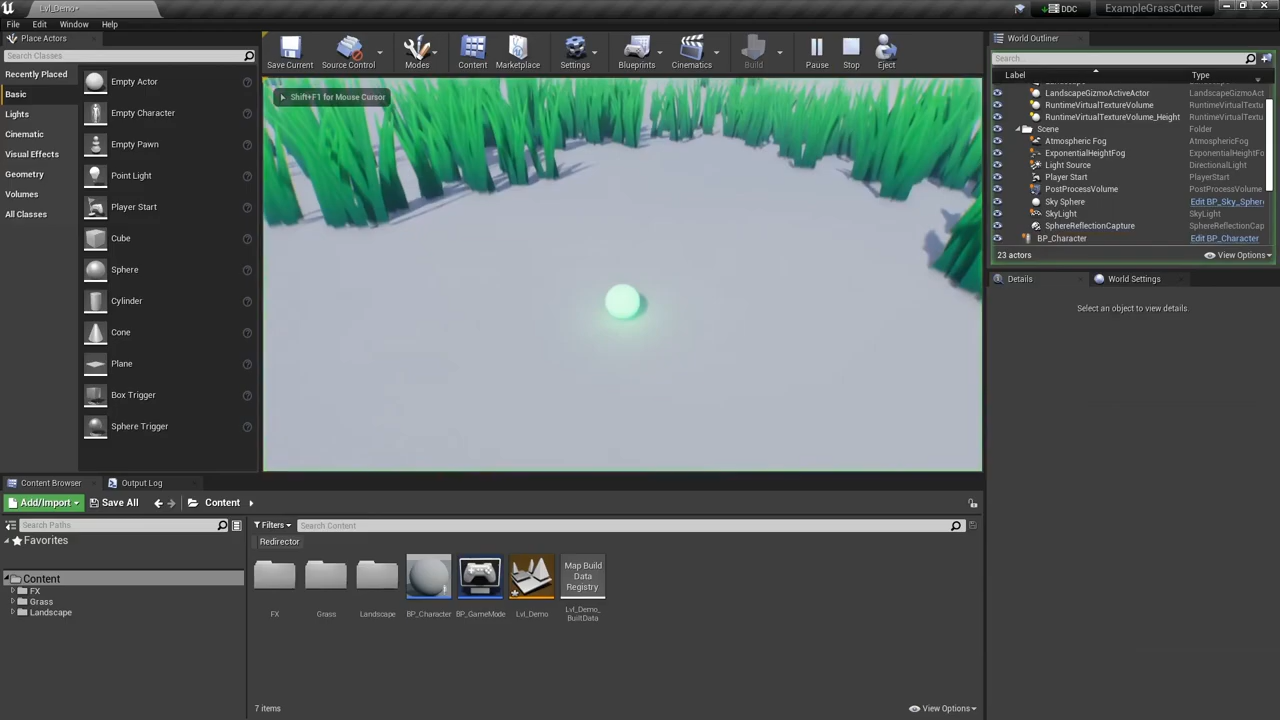 Lvl_Demo•
DDC
ExampleGrassCutter
File Edit Window Help
Place Actors
Search Classes
Recently Placed
Basic
Lights
Cinematic
Visual Effects
Geometry
Volumes
All Classes
Empty Actor
Empty Character
Empty Pawn
Point Light
Player Start
Cube
Sphere
Cylinder
Cone
Plane
Box Trigger
Sphere Trigger
Save Current
Source Control
Modes
Content
Marketplace
Settings
Blueprints
Cinematics
Build
Pause
Stop
Eject
Shift+F1 for Mouse Cursor
World Outliner
Search...
Label Type
LandscapeGizmoActiveActor LandscapeGizmoAct
RuntimeVirtualTextureVolume RuntimeVirtualTextu
RuntimeVirtualTextureVolume_Height RuntimeVirtualTextu
Scene Folder
Atmospheric Fog AtmosphericFog
ExponentialHeightFog ExponentialHeightFo
Light Source DirectionalLight
Player Start PlayerStart
PostProcessVolume PostProcessVolume
Sky Sphere Edit BP_Sky_Sphere
SkyLight SkyLight
SphereReflectionCapture SphereReflectionCap
BP_Character Edit BP_Character
23 actors View Options
Details World Settings
Select an object to view details.
Content Browser Output Log
Add/Import Save All Content
Search Paths
Favorites
Content
FX
Grass
Landscape
Filters Search Content
Redirector
FX
Grass
Landscape
BP_Character
BP_GameMode
Lvl_Demo
Map Build
Data
Registry
Lvl_Demo_
BuiltData
7 items View Options